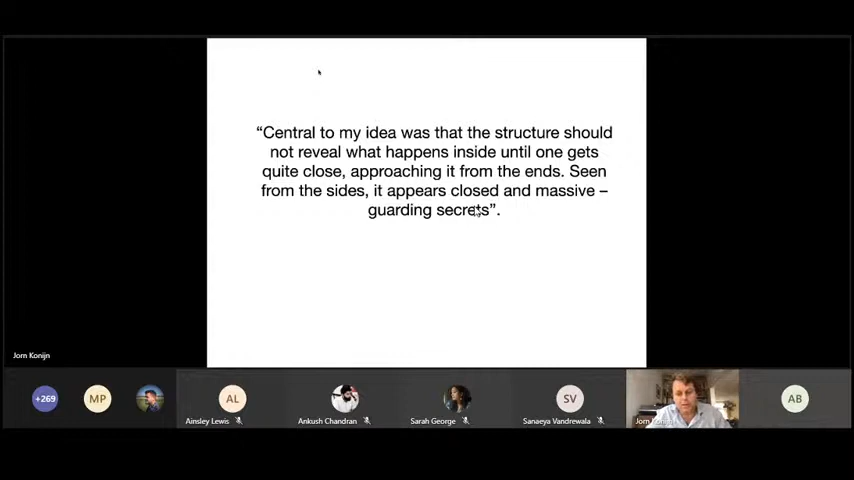 “Central to my idea was that the structure should
not reveal what happens inside until one gets
quite close, approaching it from the ends. Seen
from the sides, it appears closed and massive –
guarding secrets”.
Jorn Konijn
+269
MP
AL
SV
AB
Ainsley Lewis
Ankush Chandran
Sarah George
Sanaeya Vandrewala
Jorn Konijn